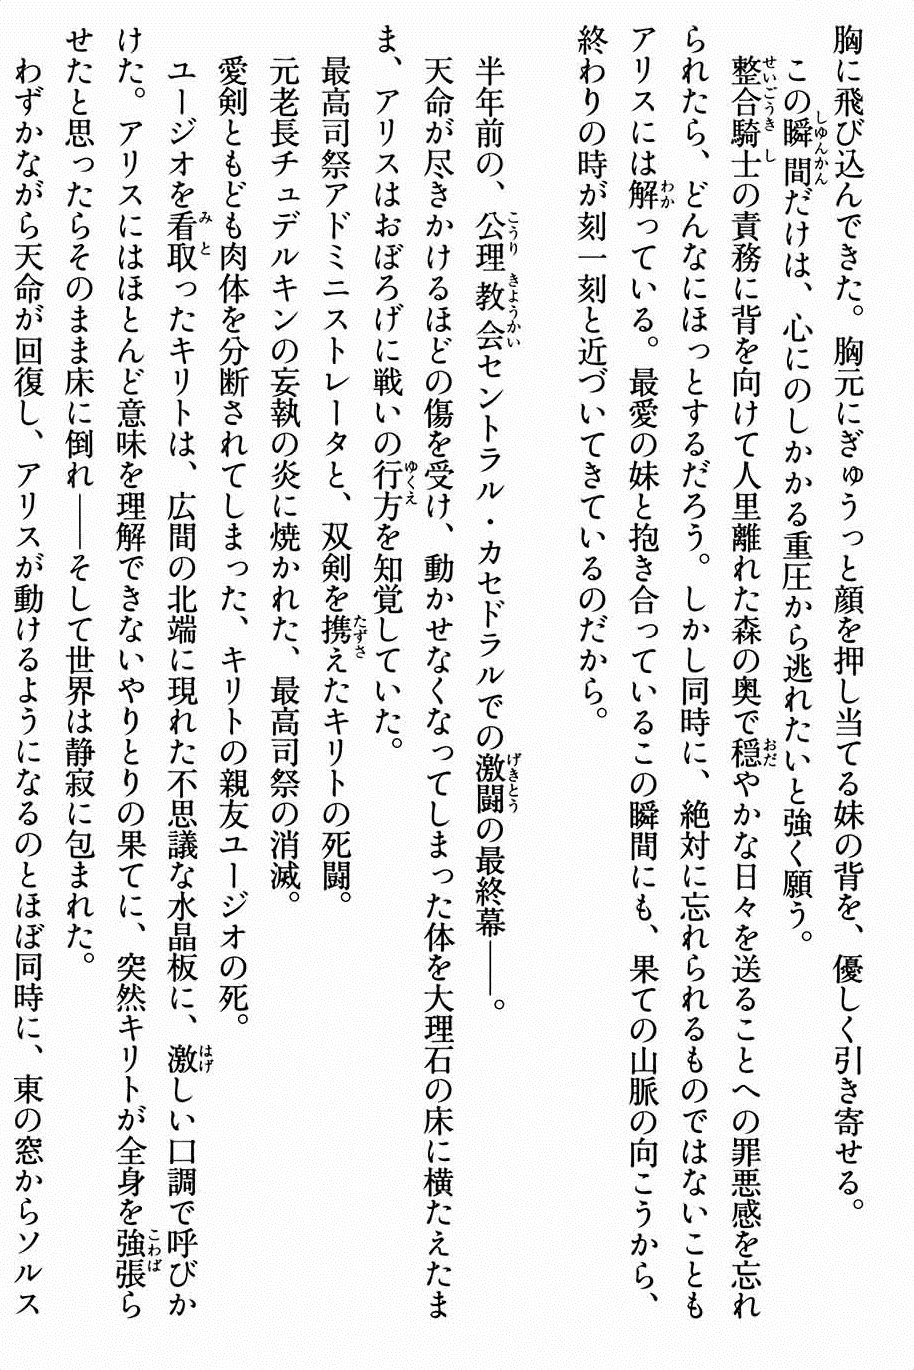 胸に飛び込んできた。胸元にぎゅうっと顔を押し当てる妹の背を、優しく引き寄せる。
この瞬間だけは、心にのしかかる重圧から逃れたいと強く願う。
整合騎士の責務に背を向けて人里離れた森の奥で穏やかな日々を送ることへの罪悪感を忘れ
られたら、どんなにほっとするだろう。しかし同時に、絶対に忘れられるものではないことも
アリスには解っている。最愛の妹と抱き合っているこの瞬間にも、果ての山脈の向こうから、
終わりの時が刻一刻と近づいてきているのだから。
半年前の、公理教会セントラル・カセドラルでの激闘の最終幕――。
天命が尽きかけるほどの傷を受け、動かせなくなってしまった体を大理石の床に横たえたま
ま、アリスはおぼろげに戦いの行方を知覚していた。
最高司祭アドミニストレータと、双剣を携えたキリトの死闘。
元老長チュデルキンの妄執の炎に焼かれた、最高司祭の消滅。
愛剣ともども肉体を分断されてしまった、キリトの親友ユージオの死。
ユージオを看取ったキリトは、広間の北端に現れた不思議な水晶板に、激しい口調で呼びか
けた。アリスにはほとんど意味を理解できないやりとりの果てに、突然キリトが全身を強張ら
せたと思ったらそのまま床に倒れ――そして世界は静寂に包まれた。
わずかながら天命が回復し、アリスが動けるようになるのとほぼ同時に、東の窓からソルス